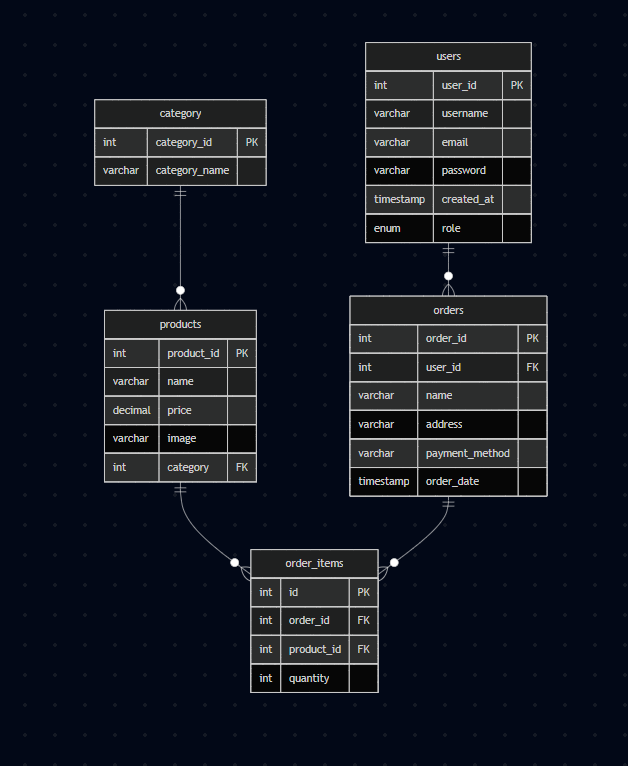 category
int category_id PK
varchar category_name
users
int user_id PK
varchar username
varchar email
varchar password
timestamp created_at
enum role
products
int product_id PK
varchar name
decimal price
varchar image
int category FK
orders
int order_id PK
int user_id FK
varchar name
varchar address
varchar payment_method
timestamp order_date
order_items
int id PK
int order_id FK
int product_id FK
int quantity